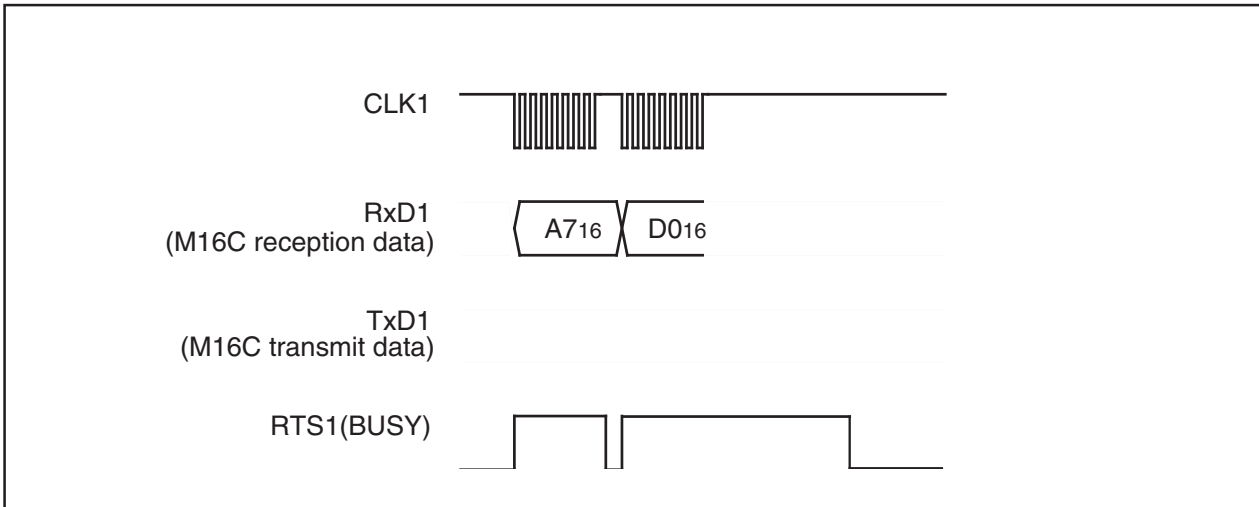 CLK1
RxD1
(M16C reception data)
A716
D016
TxD1
(M16C transmit data)
RTS1(BUSY)